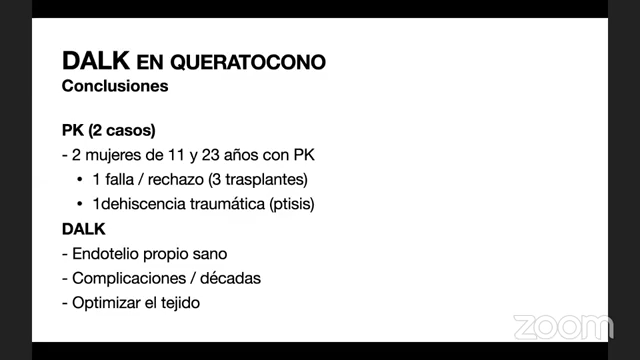 DALK EN QUERATOCONO
Conclusiones
PK (2 casos)
- 2 mujeres de 11 y 23 años con PK
• 1 falla / rechazo (3 trasplantes)
• 1dehiscencia traumática (ptisis)
DALK
- Endotelio propio sano
- Complicaciones / décadas
- Optimizar el tejido
zoom